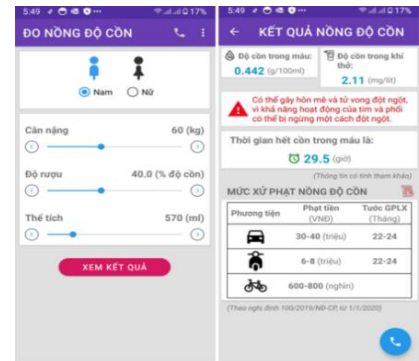 5:49
17%
ĐO NỒNG ĐỘ CỒN
Nam
Nữ
Cân nặng 60 (kg)
Độ rượu 40.0 (% độ cồn)
Thể tích 570 (ml)
XEM KẾT QUẢ
5:49
17%
KẾT QUẢ NỒNG ĐỘ CỒN
Độ cồn trong máu:
0.442 (g/100ml)
Độ cồn trong khí
thở:
2.11 (mg/lit)
Có thể gây hôn mê và tử vong đột ngột,
vì khả năng hoạt động của tim và phổi
có thể bị ngừng một cách đột ngột.
Thời gian hết cồn trong máu là:
29.5 (giờ)
(Thông tin có tính tham khảo)
MỨC XỬ PHẠT NỒNG ĐỘ CỒN
Phương tiện
Phạt tiền
(VNĐ)
Tước GPLX
(Tháng)
30-40 (triệu) 22-24
6-8 (triệu) 22-24
600-800 (nghìn)
(Theo nghị định 100/2019/NĐ-CP, từ 1/1/2020)